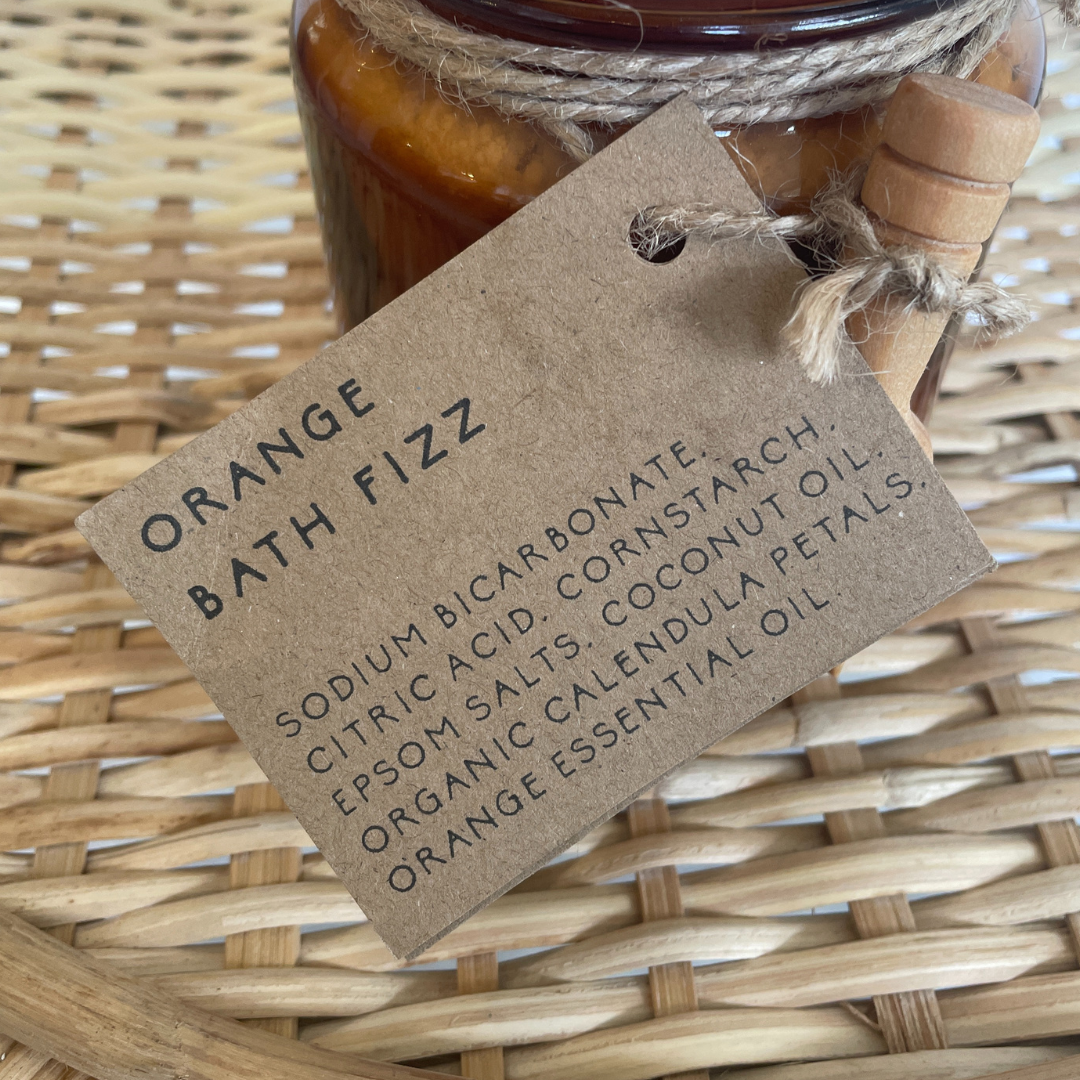 ORANGE
BATH FIZZ
SODIUM BICARBONATE.
CITRIC ACID. CORNSTARCH.
EPSOM SALTS. COCONUT OIL.
ORGANIC CALENDULA PETALS.
ORANGE ESSENTIAL OIL.